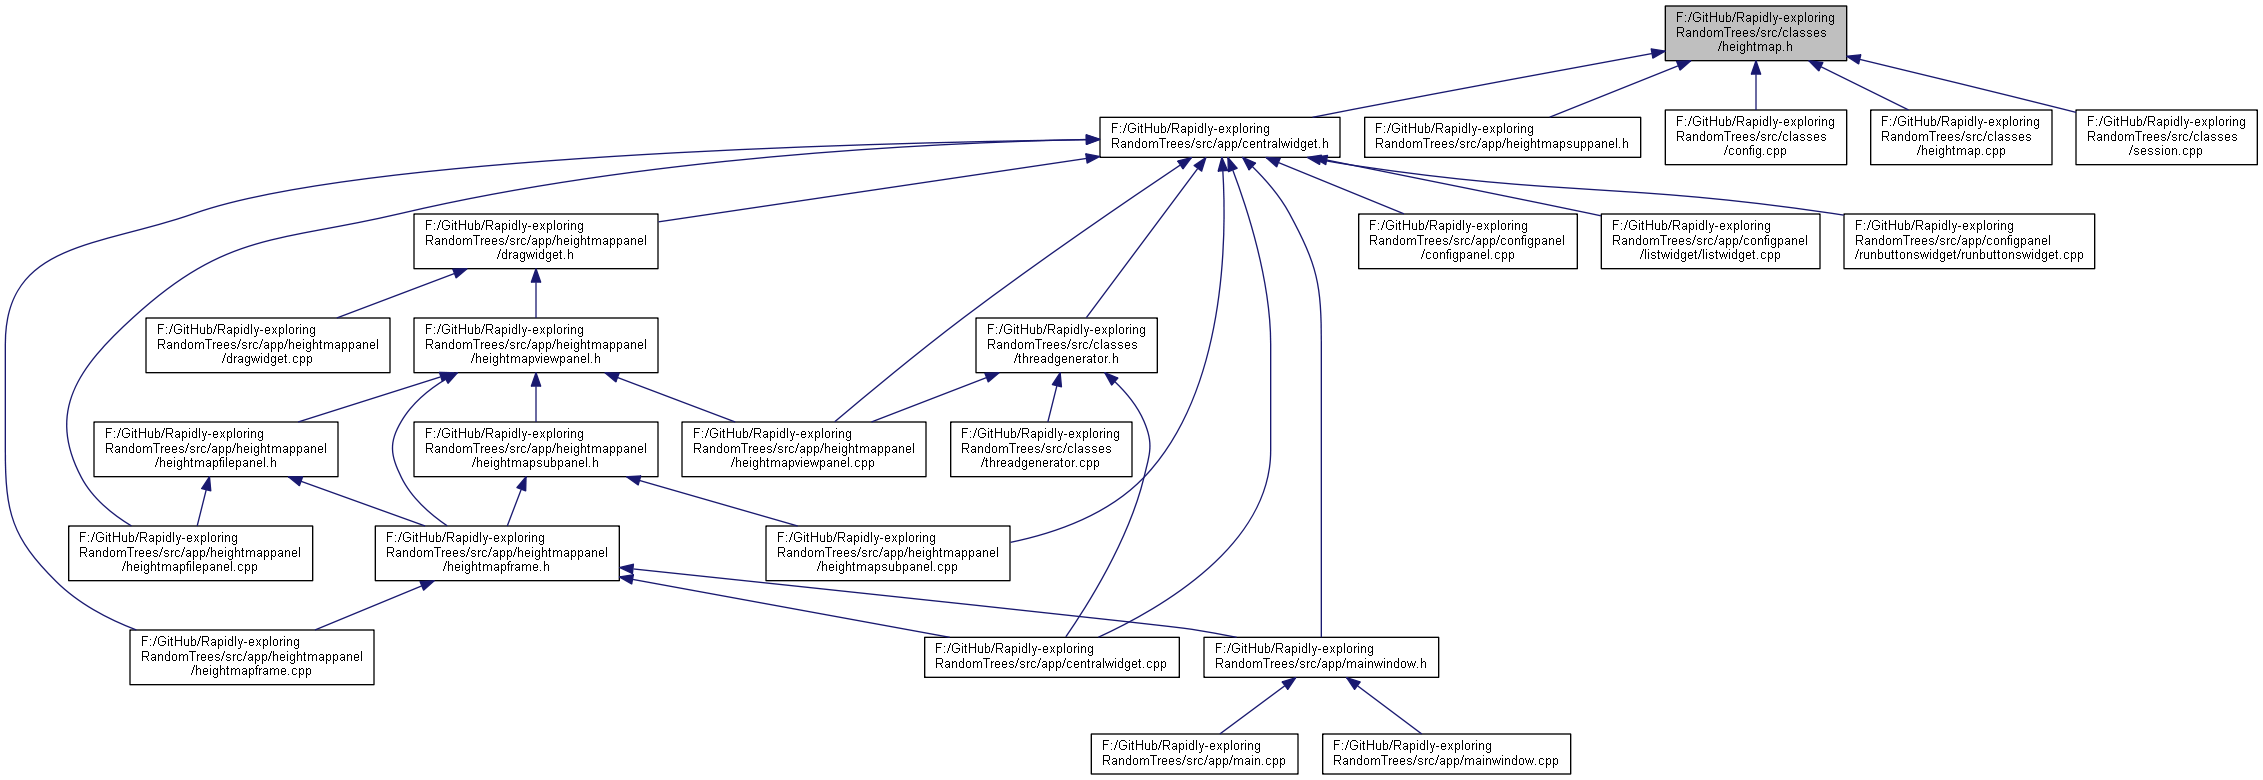 F:/GitHub/Rapidly-exploring
RandomTrees/src/classes
/heightmap.h
F:/GitHub/Rapidly-exploring
RandomTrees/src/app/centralwidget.h
F:/GitHub/Rapidly-exploring
RandomTrees/src/app/heightmapsuppanel.h
F:/GitHub/Rapidly-exploring
RandomTrees/src/classes
/config.cpp
F:/GitHub/Rapidly-exploring
RandomTrees/src/classes
/heightmap.cpp
F:/GitHub/Rapidly-exploring
RandomTrees/src/classes
/session.cpp
F:/GitHub/Rapidly-exploring
RandomTrees/src/app/heightmappanel
/dragwidget.h
F:/GitHub/Rapidly-exploring
RandomTrees/src/app/configpanel
/configpanel.cpp
F:/GitHub/Rapidly-exploring
RandomTrees/src/app/configpanel
/listwidget/listwidget.cpp
F:/GitHub/Rapidly-exploring
RandomTrees/src/app/configpanel
/runbuttonswidget/runbuttonswidget.cpp
F:/GitHub/Rapidly-exploring
RandomTrees/src/app/heightmappanel
/dragwidget.cpp
F:/GitHub/Rapidly-exploring
RandomTrees/src/app/heightmappanel
/heightmapviewpanel.h
F:/GitHub/Rapidly-exploring
RandomTrees/src/classes
/threadgenerator.h
F:/GitHub/Rapidly-exploring
RandomTrees/src/app/heightmappanel
/heightmapfilepanel.h
F:/GitHub/Rapidly-exploring
RandomTrees/src/app/heightmappanel
/heightmapsubpanel.h
F:/GitHub/Rapidly-exploring
RandomTrees/src/app/heightmappanel
/heightmapviewpanel.cpp
F:/GitHub/Rapidly-exploring
RandomTrees/src/classes
/threadgenerator.cpp
F:/GitHub/Rapidly-exploring
RandomTrees/src/app/heightmappanel
/heightmapfilepanel.cpp
F:/GitHub/Rapidly-exploring
RandomTrees/src/app/heightmappanel
/heightmapframe.h
F:/GitHub/Rapidly-exploring
RandomTrees/src/app/heightmappanel
/heightmapsubpanel.cpp
F:/GitHub/Rapidly-exploring
RandomTrees/src/app/heightmappanel
/heightmapframe.cpp
F:/GitHub/Rapidly-exploring
RandomTrees/src/app/centralwidget.cpp
F:/GitHub/Rapidly-exploring
RandomTrees/src/app/mainwindow.h
F:/GitHub/Rapidly-exploring
RandomTrees/src/app/main.cpp
F:/GitHub/Rapidly-exploring
RandomTrees/src/app/mainwindow.cpp